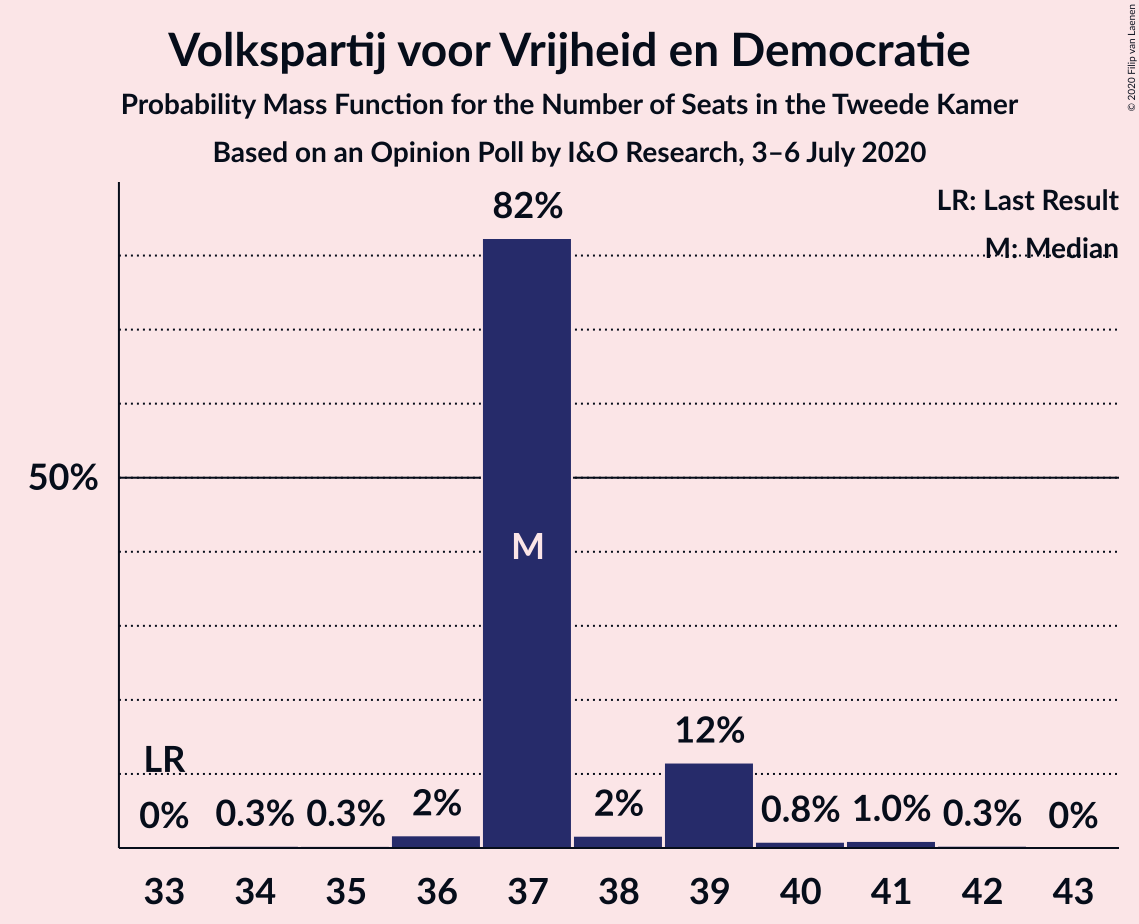 Volkspartij voor Vrijheid en Democratie
Probability Mass Function for the Number of Seats in the Tweede Kamer
Based on an Opinion Poll by I&O Research, 3–6 July 2020
© 2020 Filip van Laenen
LR: Last Result
M: Median
82%
50%
M
12%
LR
0% 0.3% 0.3% 2% 2% 0.8% 1.0% 0.3% 0%
33 34 35 36 37 38 39 40 41 42 43